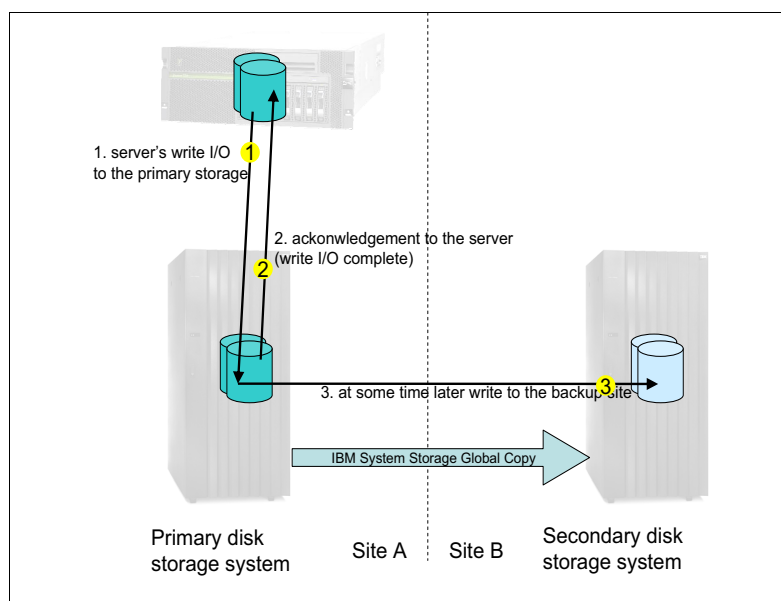 1. server's write I/O
to the primary storage
1
2. ackonwledgement to the server
(write I/O complete)
2
3. at some time later write to the backup site
3
IBM System Storage Global Copy
Primary disk
storage system
Site A
Site B
Secondary disk
storage system